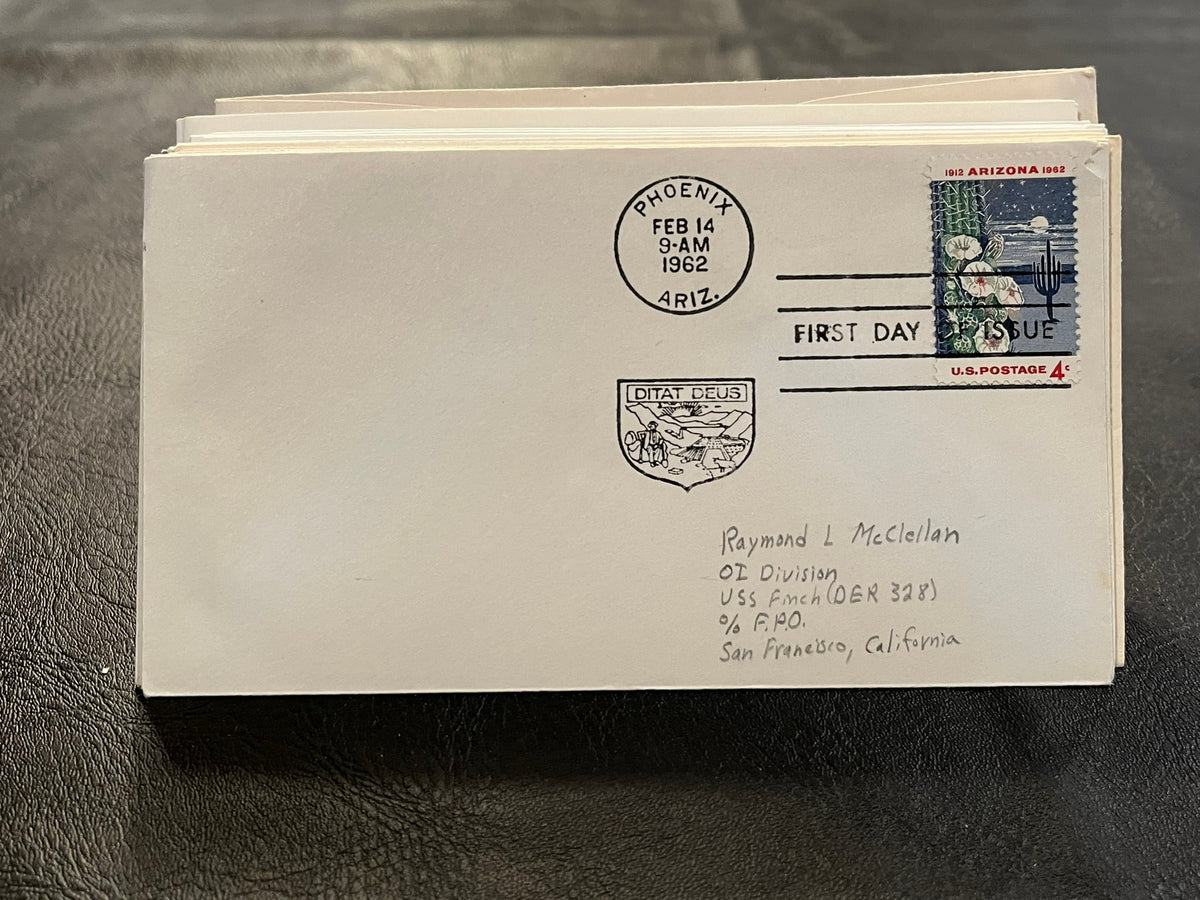 1912 ARIZONA 1962
PHOENIX
FEB 14
9-AM
1962
ARIZ.
FIRST DAY OF ISSUE
U.S. POSTAGE 4c
DITAT DEUS
Raymond L McClellan
OI Division
USS Finch (DER 328)
% F.P.O.
San Francisco, California